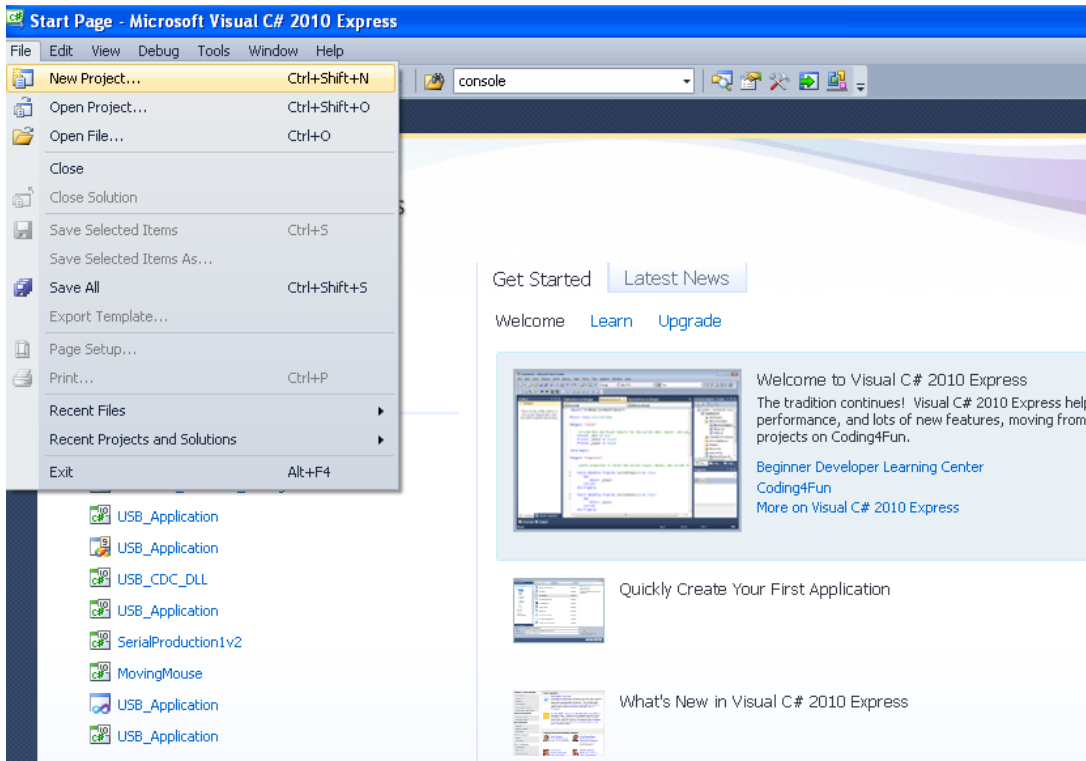 Start Page - Microsoft Visual C# 2010 Express
File Edit View Debug Tools Window Help
New Project... Ctrl+Shift+N
console
Open Project... Ctrl+Shift+O
Open File... Ctrl+O
Close
Close Solution
Save Selected Items Ctrl+S
Save Selected Items As...
Save All Ctrl+Shift+S
Export Template...
Page Setup...
Print... Ctrl+P
Recent Files
Recent Projects and Solutions
Exit Alt+F4
USB_Application
USB_Application
USB_CDC_DLL
USB_Application
SerialProduction1v2
MovingMouse
USB_Application
USB_Application
Get Started Latest News
Welcome Learn Upgrade
Welcome to Visual C# 2010 Express
The tradition continues! Visual C# 2010 Express help
performance, and lots of new features, moving from
projects on Coding4Fun.
Beginner Developer Learning Center
Coding4Fun
More on Visual C# 2010 Express
Quickly Create Your First Application
What's New in Visual C# 2010 Express